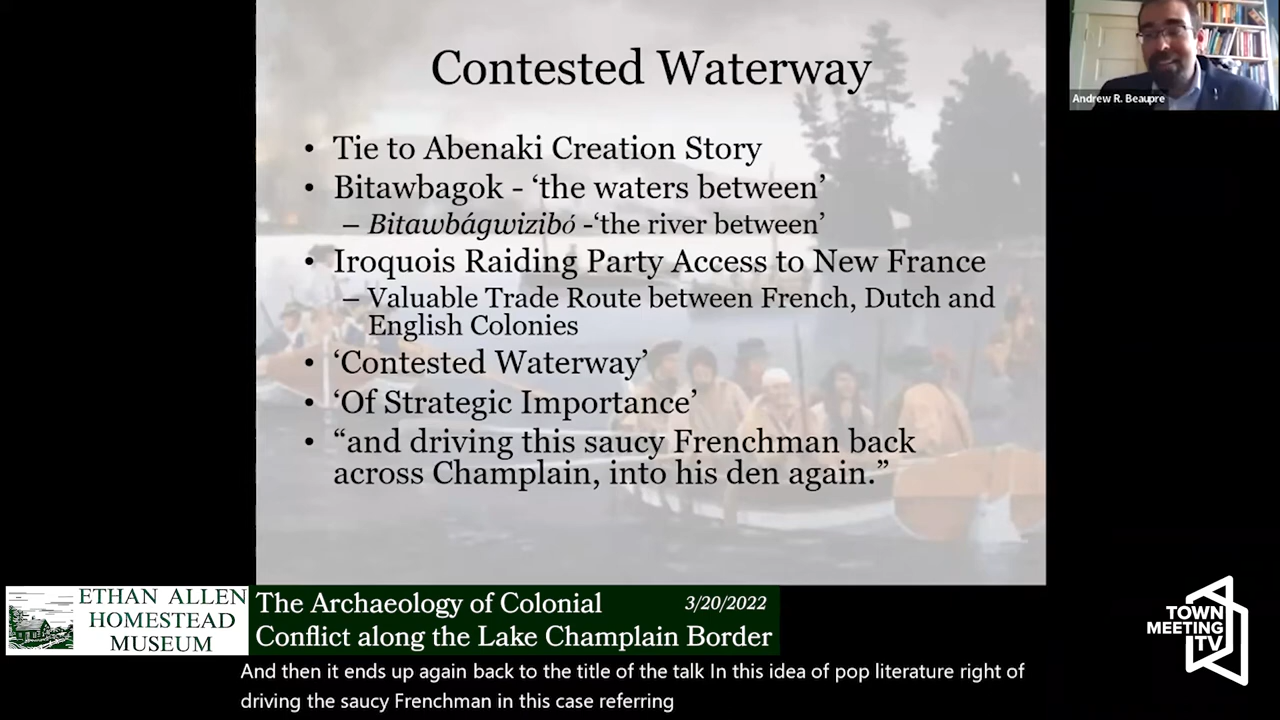 Contested Waterway
• Tie to Abenaki Creation Story
• Bitawbagok - ‘the waters between’
– Bitawbágwizibó -‘the river between’
• Iroquois Raiding Party Access to New France
– Valuable Trade Route between French, Dutch and
English Colonies
• ‘Contested Waterway’
• ‘Of Strategic Importance’
• “and driving this saucy Frenchman back
across Champlain, into his den again.”
Andrew R. Beaupre
ETHAN ALLEN
HOMESTEAD
MUSEUM
The Archaeology of Colonial 3/20/2022
Conflict along the Lake Champlain Border
TOWN
MEETING
TV
And then it ends up again back to the title of the talk In this idea of pop literature right of
driving the saucy Frenchman in this case referring